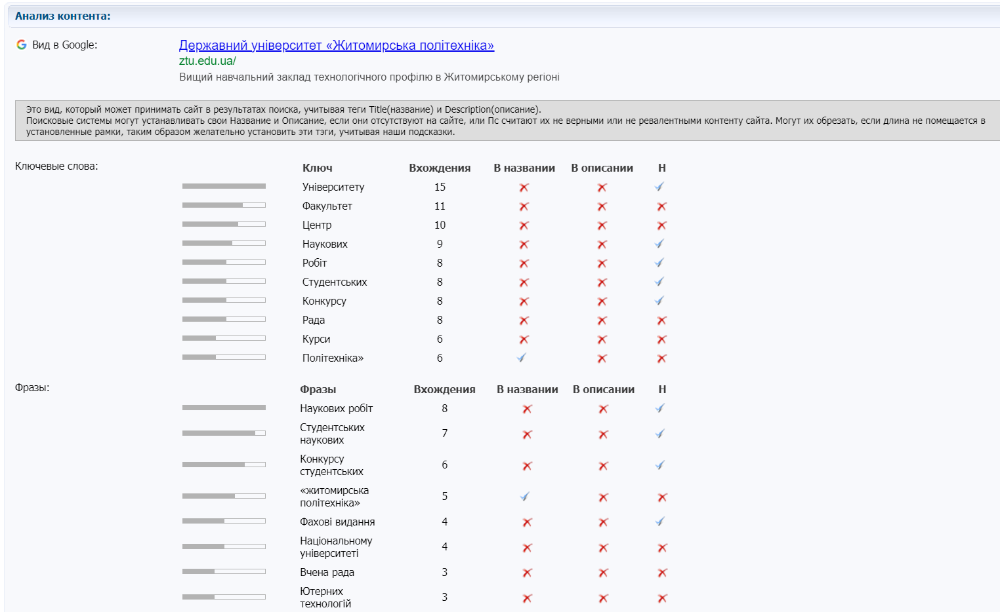 Анализ контента:
Вид в Google:
Державний університет «Житомирська політехніка»
ztu.edu.ua/
Вищий навчальний заклад технологічного профілю в Житомирському регіоні
Это вид, который может принимать сайт в результатах поиска, учитывая теги Title(название) и Description(описание).
Поисковые системы могут устанавливать свои Название и Описание, если они отсутствуют на сайте, или Пс считают их не верными или не ревалентными контенту сайта. Могут их обрезать, если длина не помещается в
установленные рамки, таким образом желательно установить эти тэги, учитывая наши подсказки.
Ключевые слова:
Ключ Вхождения В названии В описании H
Університету 15
Факультет 11
Центр 10
Наукових 9
Робіт 8
Студентських 8
Конкурсу 8
Рада 8
Курси 6
Політехніка» 6
Фразы:
Фразы Вхождения В названии В описании H
Наукових робіт 8
Студентських
наукових 7
Конкурсу
студентських 6
«житомирська
політехніка» 5
Фахові видання 4
Національному
університеті 4
Вчена рада 3
Ютерних
технологій 3